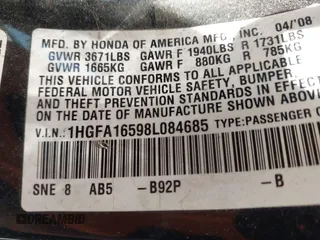 MFD. BY HONDA OF AMERICA MFG., INC. 04/'08
GVWR 3671LBS GAWR F 1940LBS R 1731LBS
GVWR 1665KG GAWR F 880KG R 785KG
THIS VEHICLE CONFORMS TO ALL APPLICABLE
FEDERAL MOTOR VEHICLE SAFETY, BUMPER,
AND THEFT PREVENTION STANDARDS IN EFFECT
ON THE DATE OF MANUFACTURE SHOWN ABOVE.
V.I.N.: 1HGFA16598L084685 TYPE: PASSENGER C
SNE 8 AB5 -B92P -B
DREAMBID